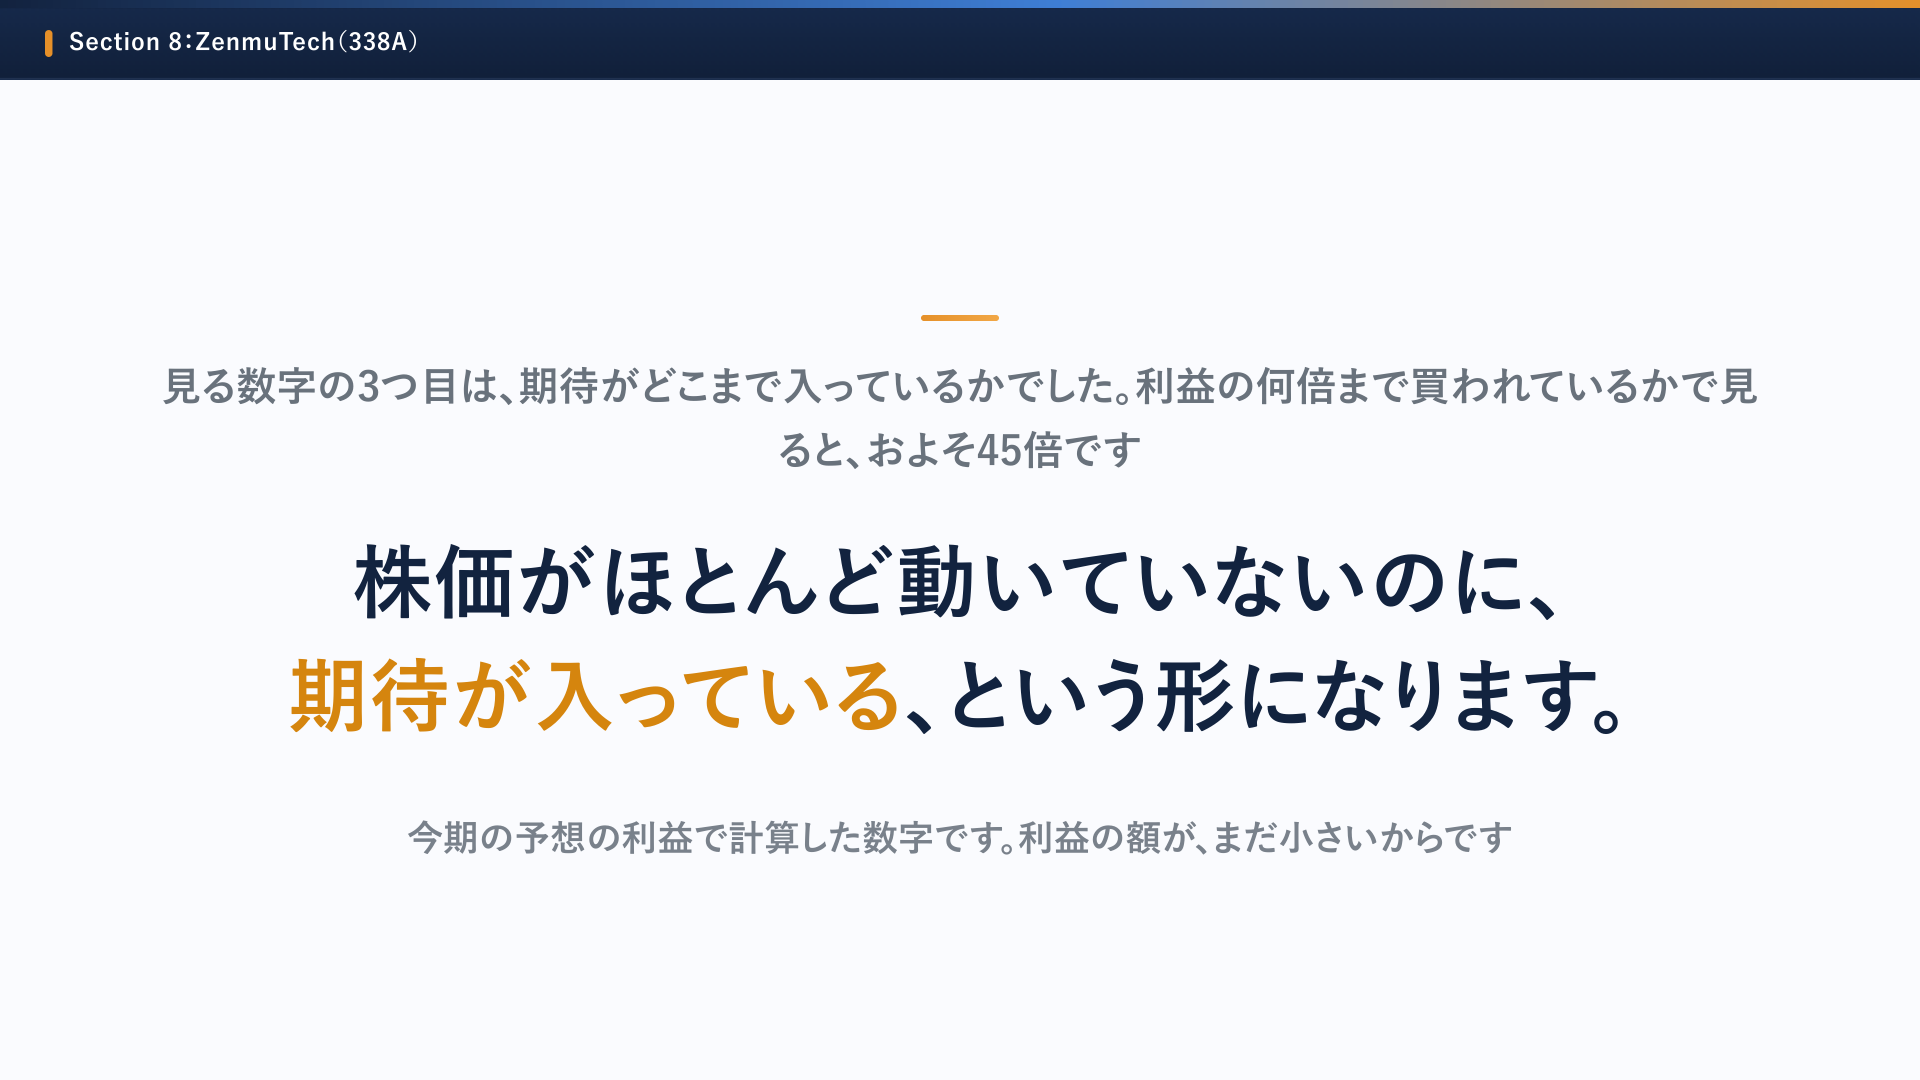 Section 8：ZenmuTech（338A）
見る数字の3つ目は、期待がどこまで入っているかでした。利益の何倍まで買われているかで見
ると、およそ45倍です
株価がほとんど動いていないのに、
期待が入っている、という形になります。
今期の予想の利益で計算した数字です。利益の額が、まだ小さいからです